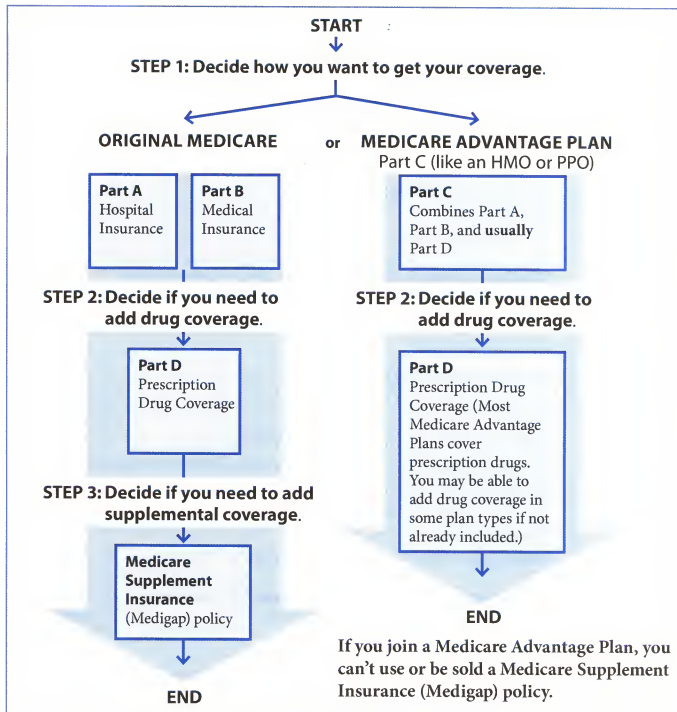 START
STEP 1: Decide how you want to get your coverage.
ORIGINAL MEDICARE or MEDICARE ADVANTAGE PLAN
Part C (like an HMO or PPO)
Part A
Hospital
Insurance
Part B
Medical
Insurance
STEP 2: Decide if you need to
add drug coverage.
Part D
Prescription
Drug Coverage
STEP 3: Decide if you need to add
supplemental coverage.
Medicare
Supplement
Insurance
(Medigap) policy
END
Part C
Combines Part A,
Part B, and usually
Part D
STEP 2: Decide if you need to
add drug coverage.
Part D
Prescription Drug
Coverage (Most
Medicare Advantage
Plans cover
prescription drugs.
You may be able to
add drug coverage in
some plan types if not
already included.)
END
If you join a Medicare Advantage Plan, you
can't use or be sold a Medicare Supplement
Insurance (Medigap) policy.